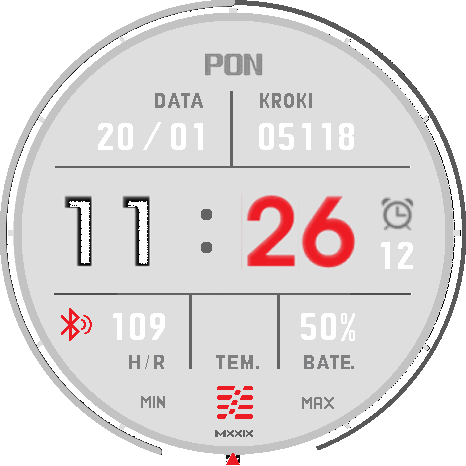 PON
DATA KROKI
20/01 05118
11:26
12
109 50%
H/R TEM. BATE.
MIN MAX
MXXIX